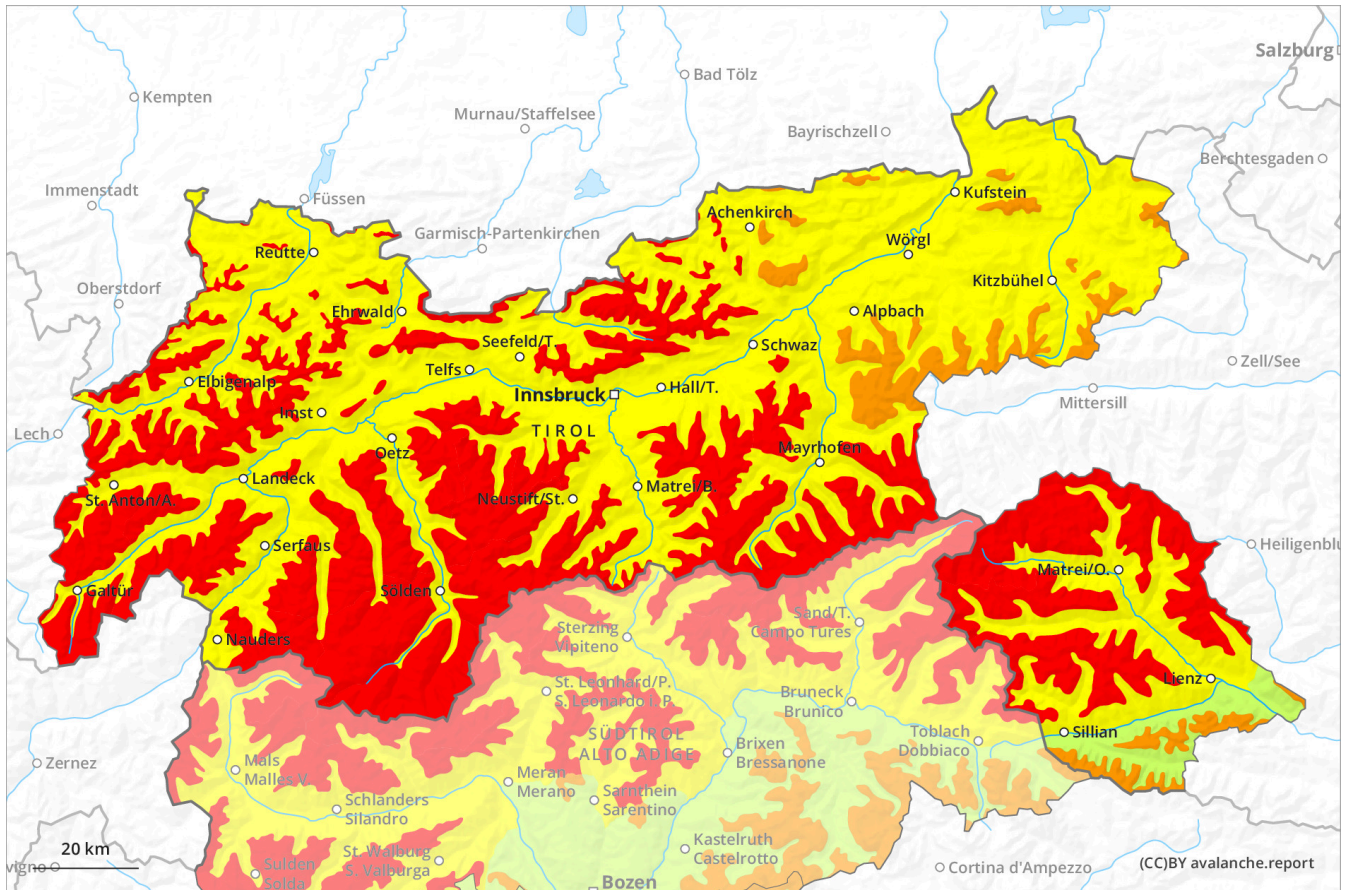 Salzburg
Bad Tölz
Kempten
Murnau/Staffelsee
Bayrischzell
Berchtesgaden
Immenstadt
Füssen
Kufstein
Achenkirch
Garmisch-Partenkirchen
Wörgl
Reutte
Oberstdorf
Kitzbühel
Ehrwald
Alpbach
Seefeld/T.
Schwaz
Zell/See
Telfs
Elbigenalp
Hall/T.
Innsbruck
Mittersill
Imst
TIROL
Lech
Mayrhofen
Oetz
Landeck
Matrei/B.
St. Anton/A.
Neustift/St.
Serfaus
Heiligenblu
Matrei/O.
Galtür
Sölden
Sand/T.
Campo Tures
Sterzing
Vipiteno
Nauders
Lienz
St. Leonhard/P.
S. Leonardo i. P.
Bruneck
Brunico
SÜDTIROL
ALTO ADIGE
Toblach
Dobbiaco
Sillian
Brixen
Bressanone
Zernez
Mals
Malles V.
Meran
Merano
Sarnthein
Sarentino
Schlanders
Silandro
Kastelruth
Castelrotto
20 km
St. Walburg
S. Valburga
vigno
Sulden
Solda
Cortina d'Ampezzo
(CC)BY avalanche.report
Bozen